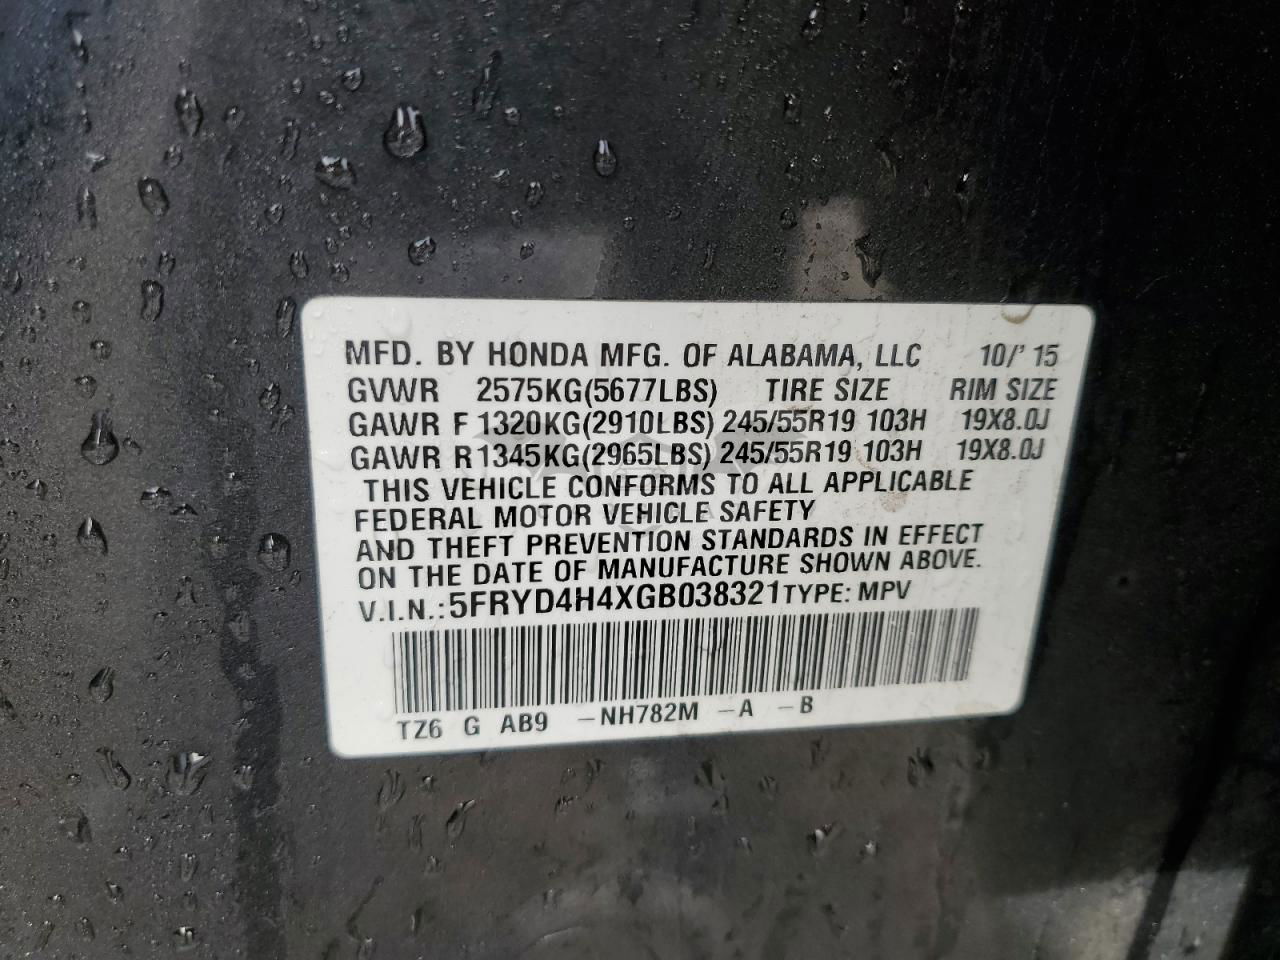 MFD. BY HONDA MFG. OF ALABAMA, LLC 10/' 15
GVWR 2575KG(5677LBS) TIRE SIZE RIM SIZE
GAWR F 1320KG(2910LBS) 245/55R19 103H 19X8.0J
GAWR R 1345KG(2965LBS) 245/55R19 103H 19X8.0J
THIS VEHICLE CONFORMS TO ALL APPLICABLE
FEDERAL MOTOR VEHICLE SAFETY
AND THEFT PREVENTION STANDARDS IN EFFECT
ON THE DATE OF MANUFACTURE SHOWN ABOVE.
V.I.N.: 5FRYD4H4XGB038321 TYPE: MPV
TZ6 G AB9 -NH782M -A -B